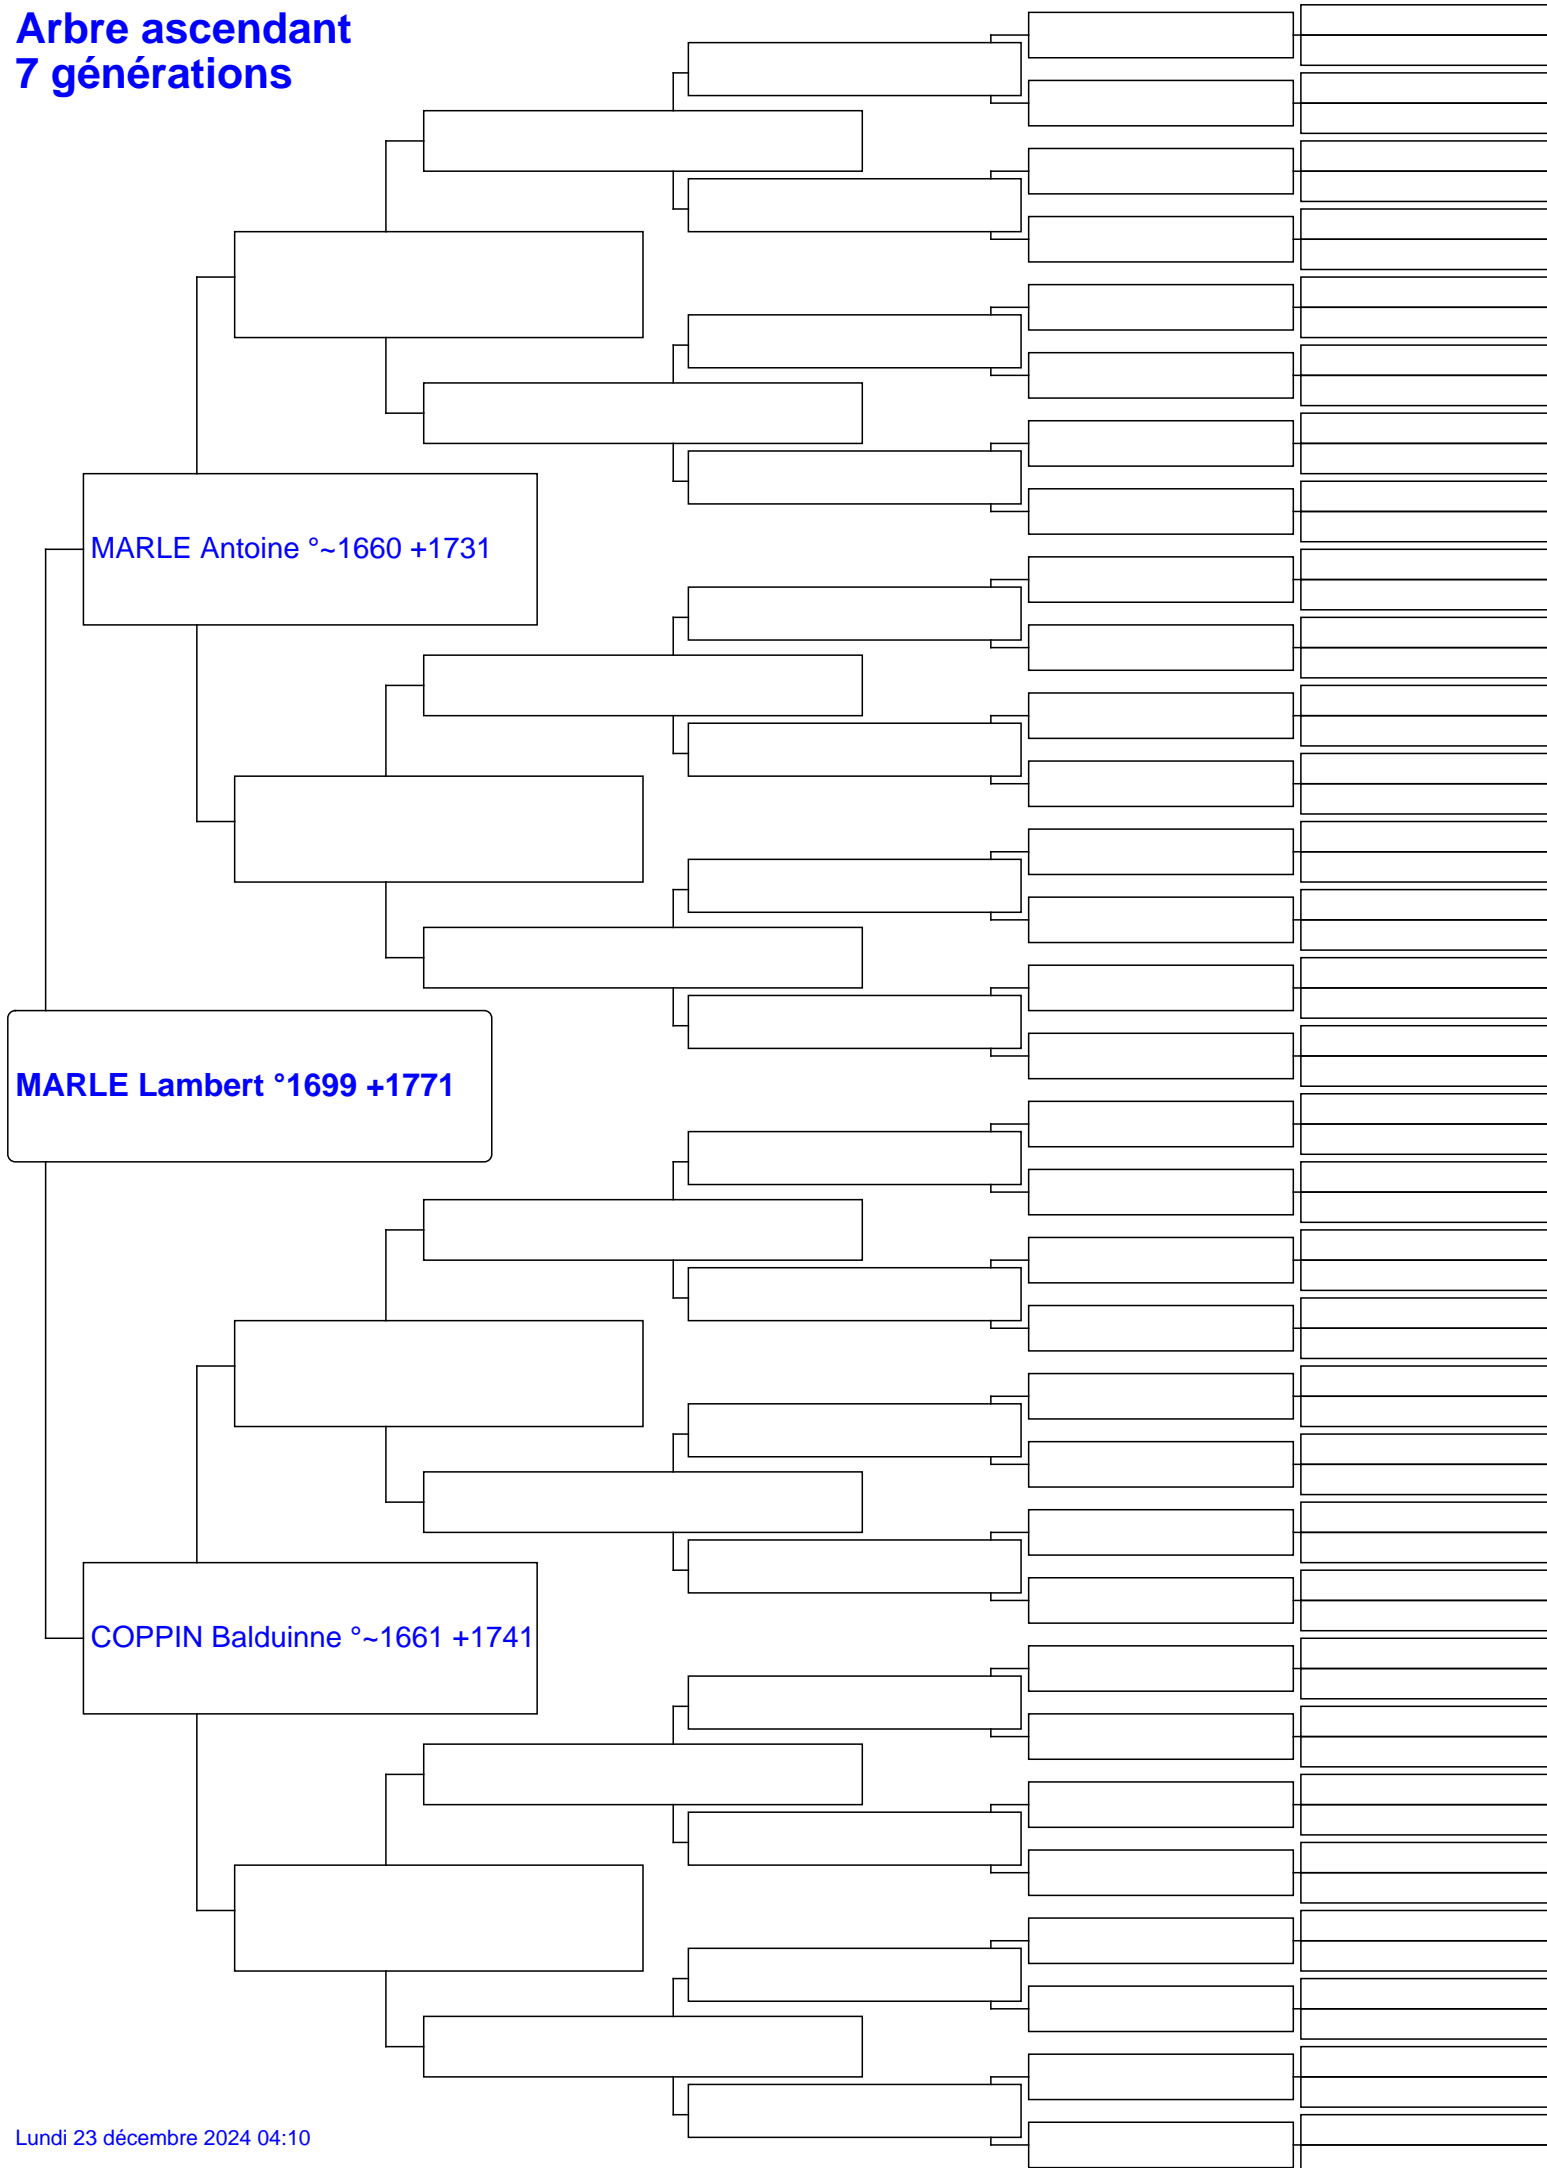 Arbre ascendant
7 générations
MARLE Antoine °~1660 +1731
MARLE Lambert °1699 +1771
COPPIN Balduinne °~1661 +1741
Lundi 23 décembre 2024 04:10